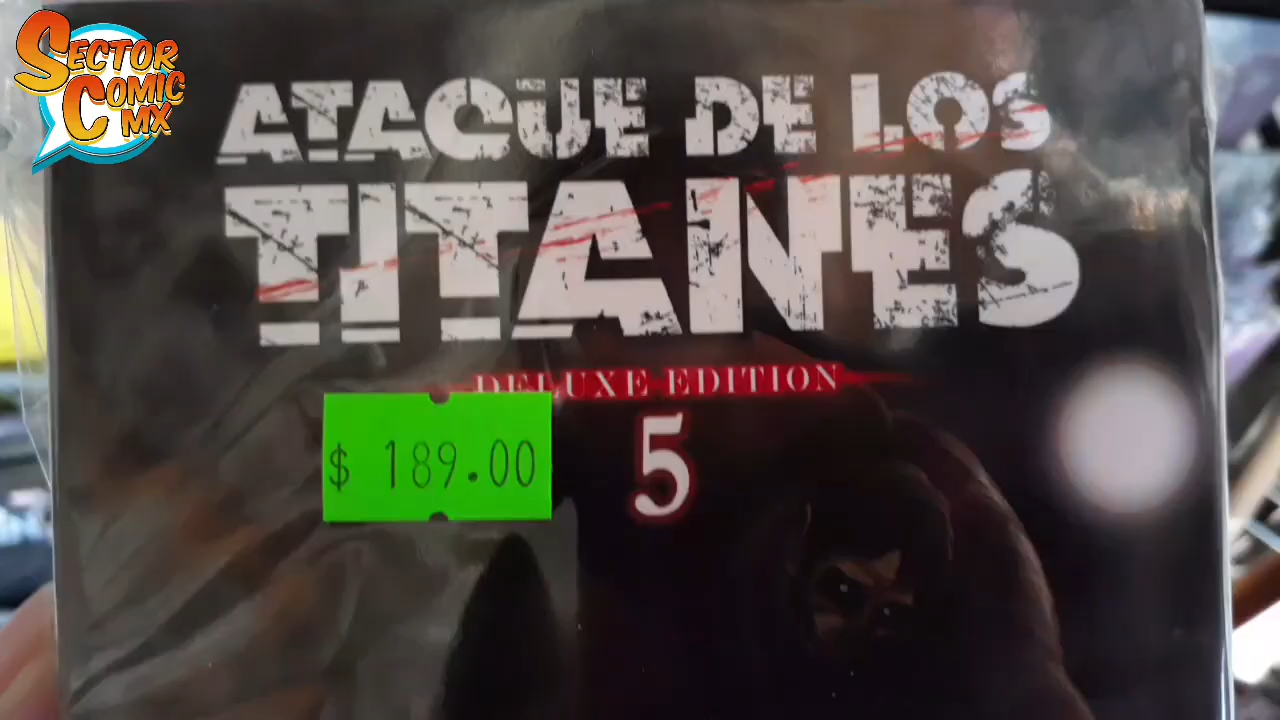 SECTOR
COMIC
MX
ATAQUE DE LOS
TITANES
DELUXE EDITION
5
$ 189.00